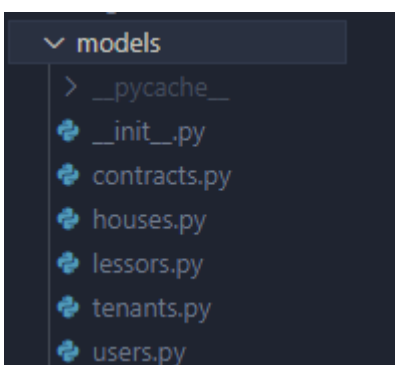 models
__pycache__
__init__.py
contracts.py
houses.py
lessors.py
tenants.py
users.py